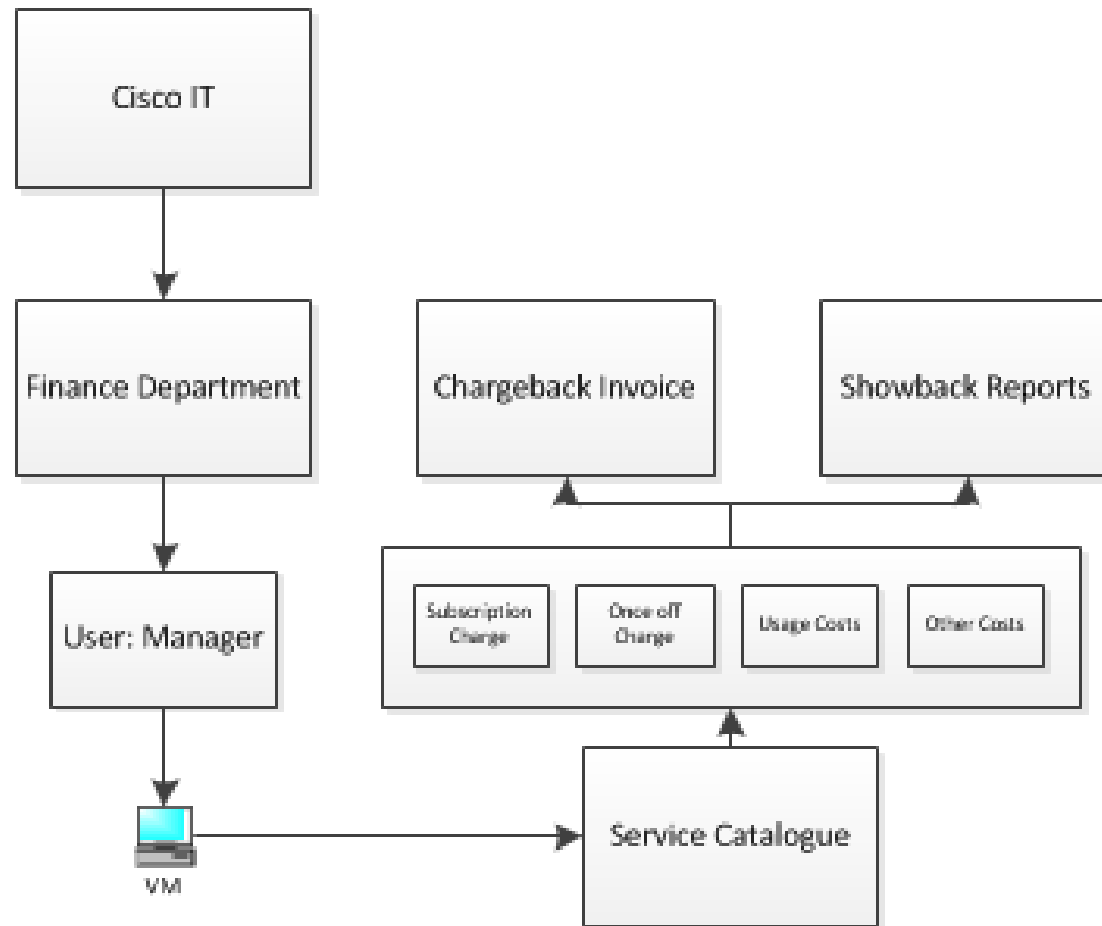 Cisco IT
Finance Department
Chargeback Invoice
Showback Reports
User: Manager
Subscription
Charge
Once off
Charge
Usage Costs
Other Costs
VM
Service Catalogue